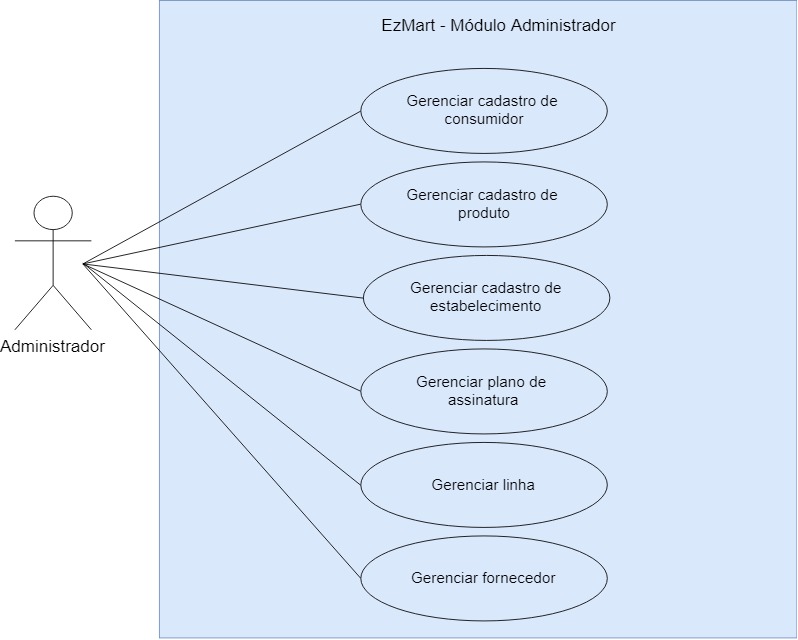 EzMart - Módulo Administrador
Gerenciar cadastro de
consumidor
Gerenciar cadastro de
produto
Gerenciar cadastro de
estabelecimento
Administrador
Gerenciar plano de
assinatura
Gerenciar linha
Gerenciar fornecedor